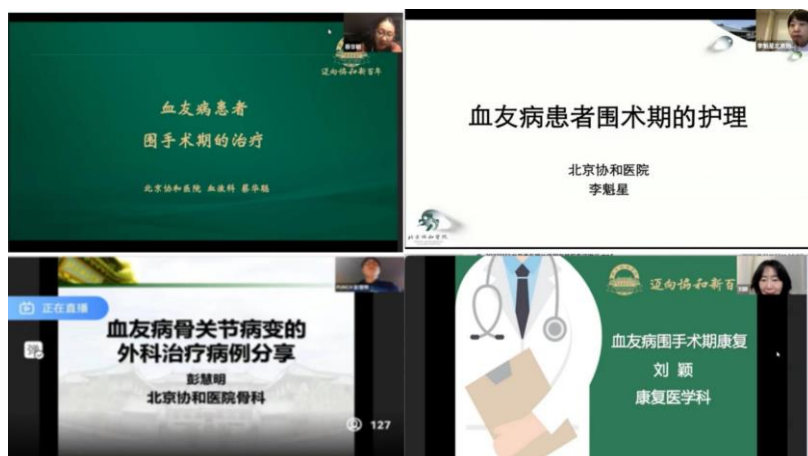 迈向协和新百年
血友病患者
围手术期的治疗
北京协和医院 血液科 蔡华聪
血友病患者围术期的护理
北京协和医院
李魁星
正在直播
弹
血友病骨关节病变的
外科治疗病例分享
彭慧明
北京协和医院骨科
127
迈向协和新百
血友病围手术期康复
刘 颖
康复医学科